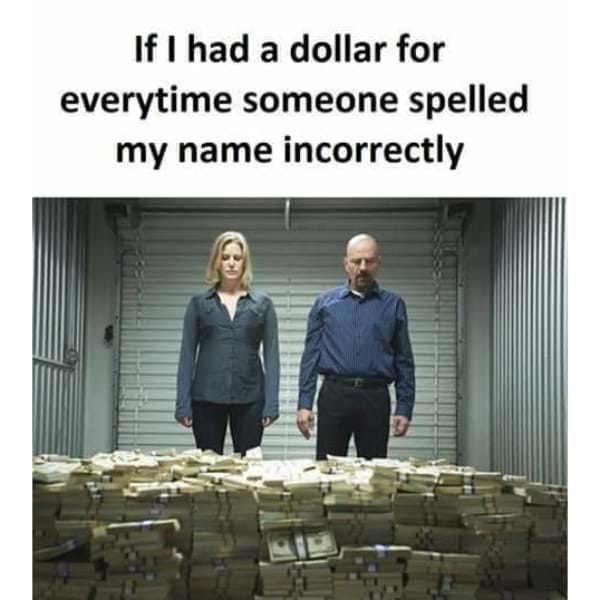 If I had a dollar for
everytime someone spelled
my name incorrectly